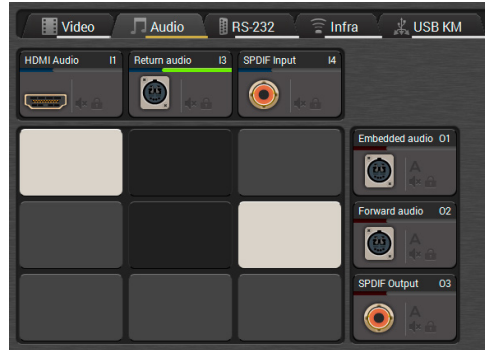 Video Audio RS-232 Infra USB KM
HDMI Audio I1 Return audio I3 SPDIF Input I4
Embedded audio O1
A
Forward audio O2
A
SPDIF Output O3
A